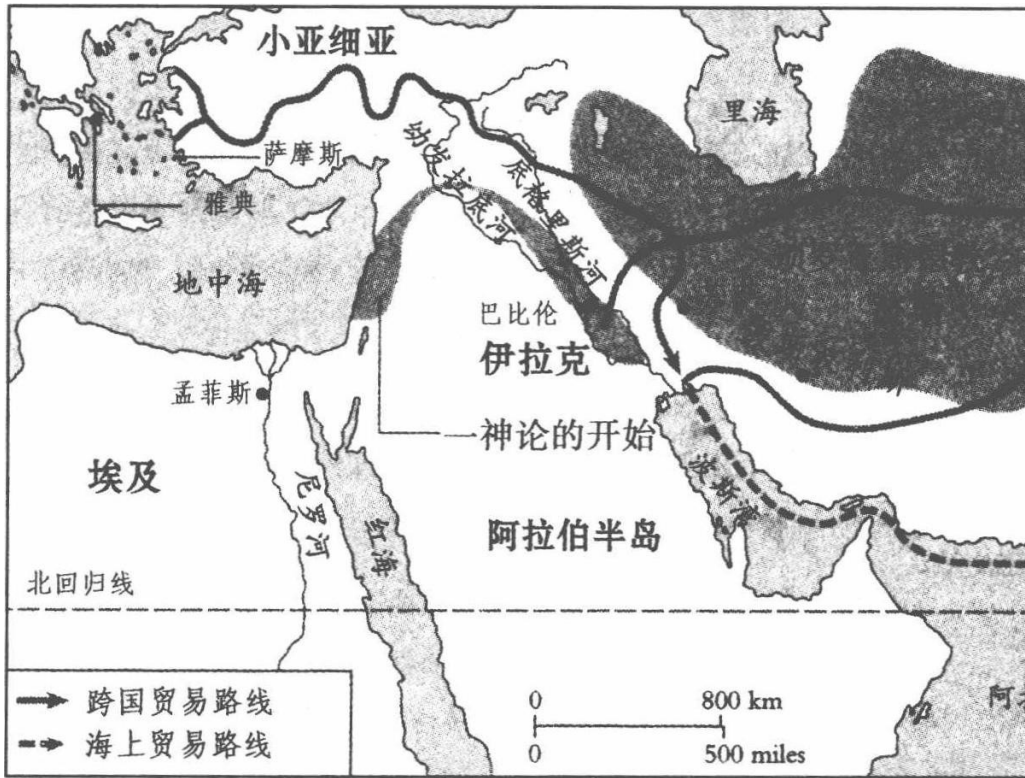 小亚细亚
里海
萨摩斯
幼发拉底河
底格里斯河
雅典
地中海
巴比伦
伊拉克
孟菲斯
神论的开始
埃及
尼罗河
红海
波斯湾
阿拉伯半岛
北回归线
跨国贸易路线
海上贸易路线
0 800 km
0 500 miles
阿